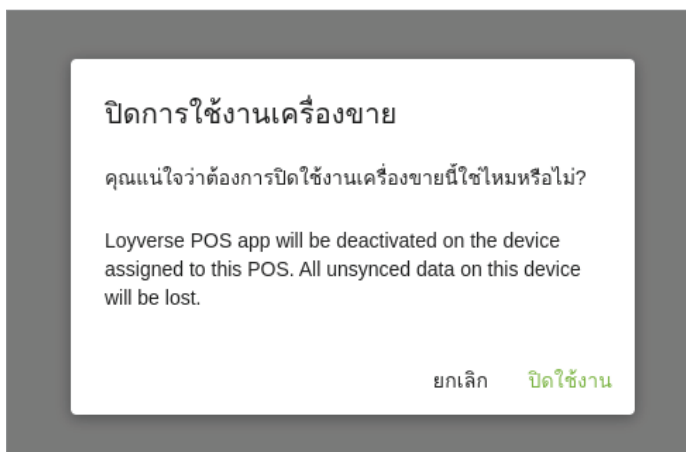 ปิดการใช้งานเครื่องขาย
คุณแน่ใจว่าต้องการปิดใช้งานเครื่องขายนี้ใช่ไหมหรือไม่?
Loyverse POS app will be deactivated on the device
assigned to this POS. All unsynced data on this device
will be lost.
ยกเลิก ปิดใช้งาน